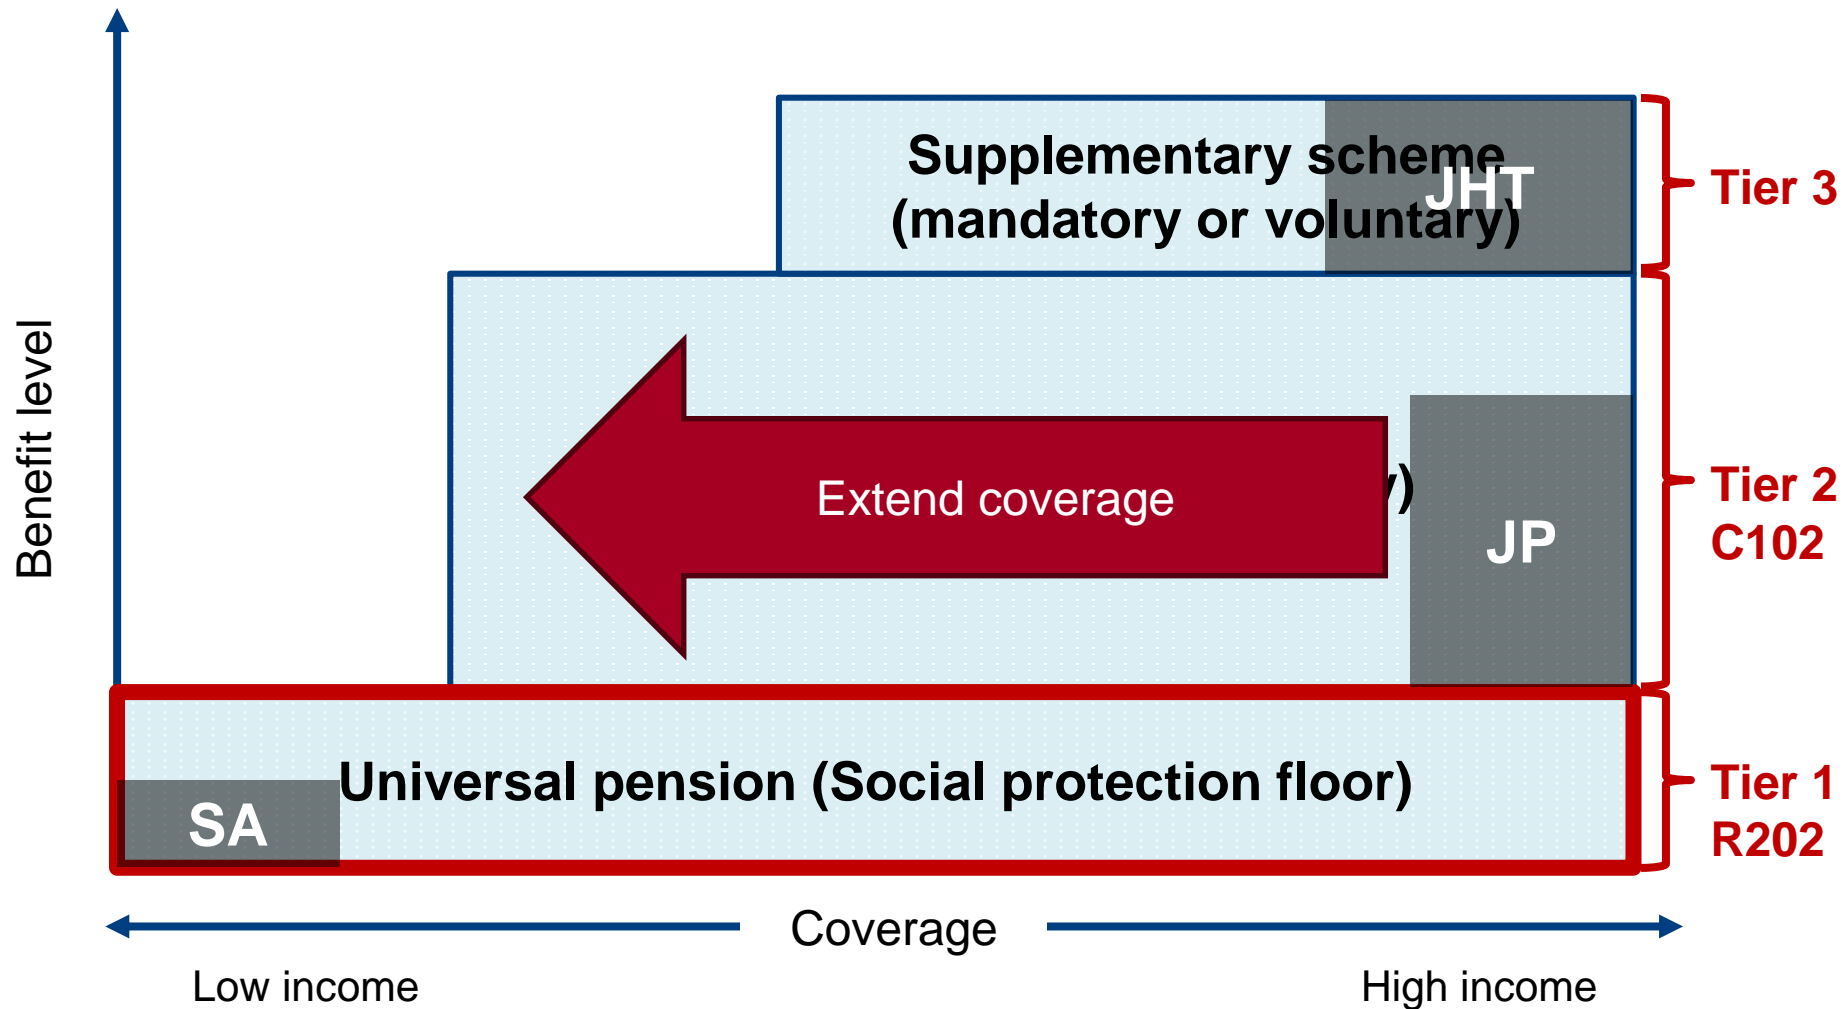 Benefit level
Supplementary scheme
(mandatory or voluntary)
JHT
Tier 3
Extend coverage
y)
JP
Tier 2
C102
Universal pension (Social protection floor)
SA
Tier 1
R202
Coverage
Low income
High income